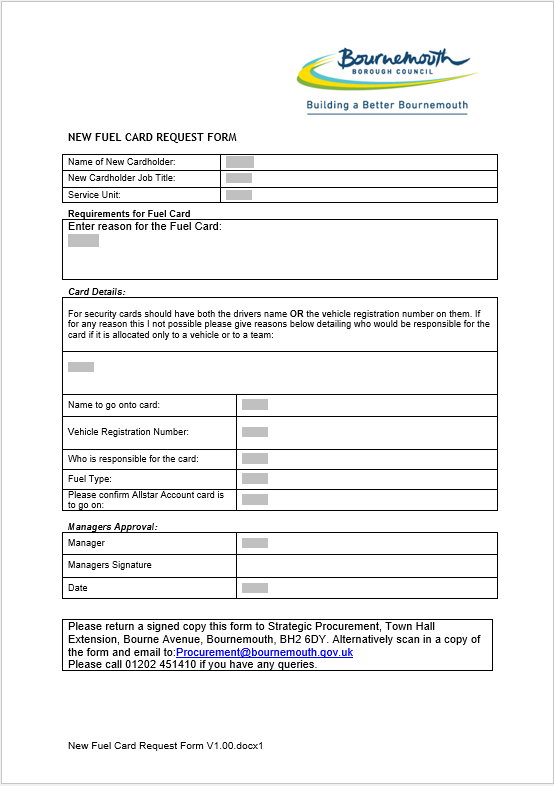 Bournemouth
BOROUGH COUNCIL
Building a Better Bournemouth
NEW FUEL CARD REQUEST FORM
Name of New Cardholder:
New Cardholder Job Title:
Service Unit:
Requirements for Fuel Card
Enter reason for the Fuel Card:
Card Details:
For security cards should have both the drivers name OR the vehicle registration number on them. If
for any reason this I not possible please give reasons below detailing who would be responsible for the
card if it is allocated only to a vehicle or to a team:
Name to go onto card:
Vehicle Registration Number:
Who is responsible for the card:
Fuel Type:
Please confirm Allstar Account card is
to go on:
Managers Approval:
Manager
Managers Signature
Date
Please return a signed copy this form to Strategic Procurement, Town Hall
Extension, Bourne Avenue, Bournemouth, BH2 6DY. Alternatively scan in a copy of
the form and email to:Procurement@bournemouth.gov.uk
Please call 01202 451410 if you have any queries.
New Fuel Card Request Form V1.00.docx1